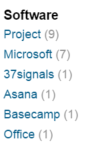 Software
Project (9)
Microsoft (7)
37signals (1)
Asana (1)
Basecamp (1)
Office (1)